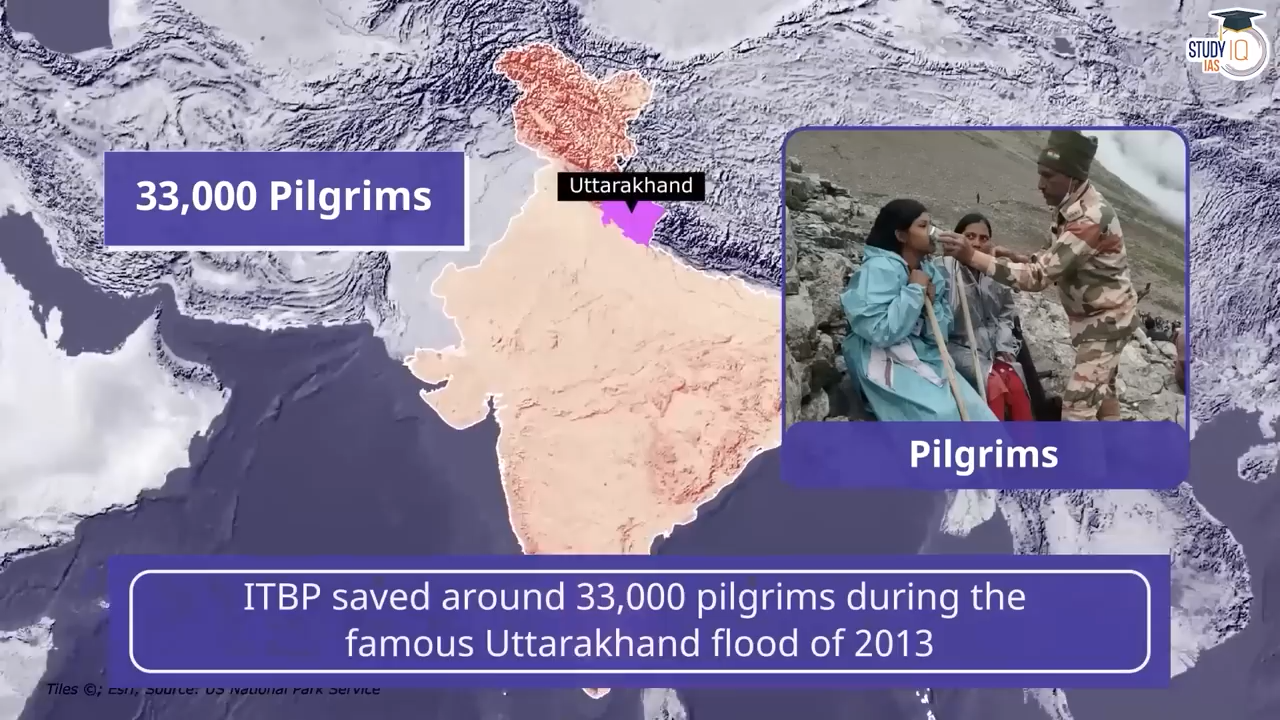 STUDY IQ
IAS
33,000 Pilgrims
Uttarakhand
Pilgrims
ITBP saved around 33,000 pilgrims during the
famous Uttarakhand flood of 2013
Tiles ©; Esri, Source: US National Park Service